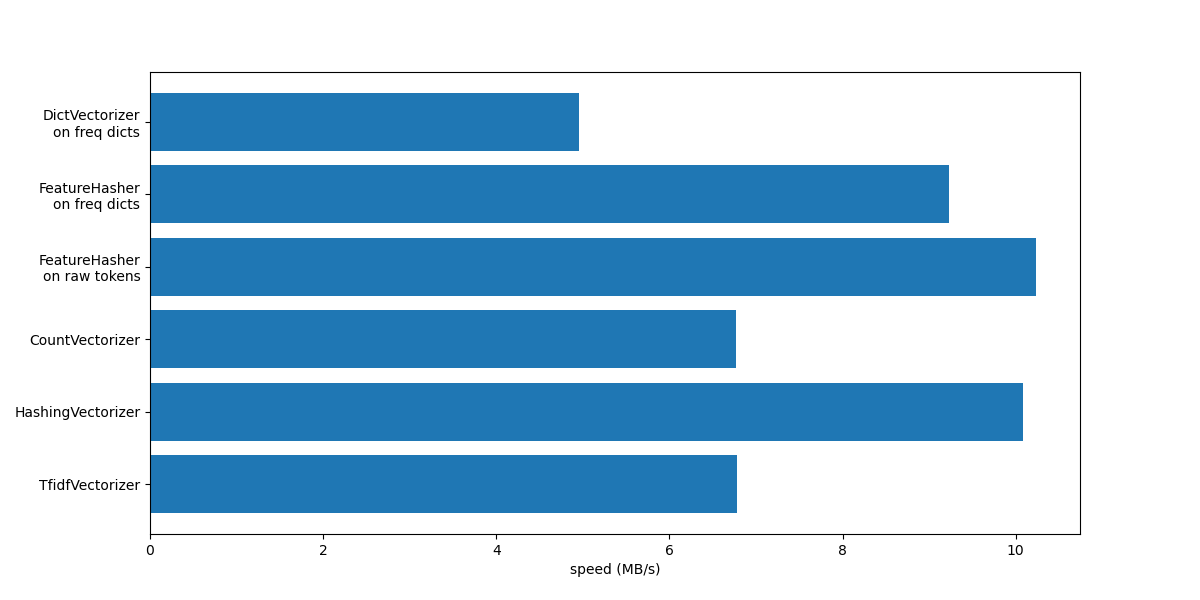 DictVectorizer
on freq dicts
FeatureHasher
on freq dicts
FeatureHasher
on raw tokens
CountVectorizer
HashingVectorizer
TfidfVectorizer
0 2 4 6 8 10
speed (MB/s)